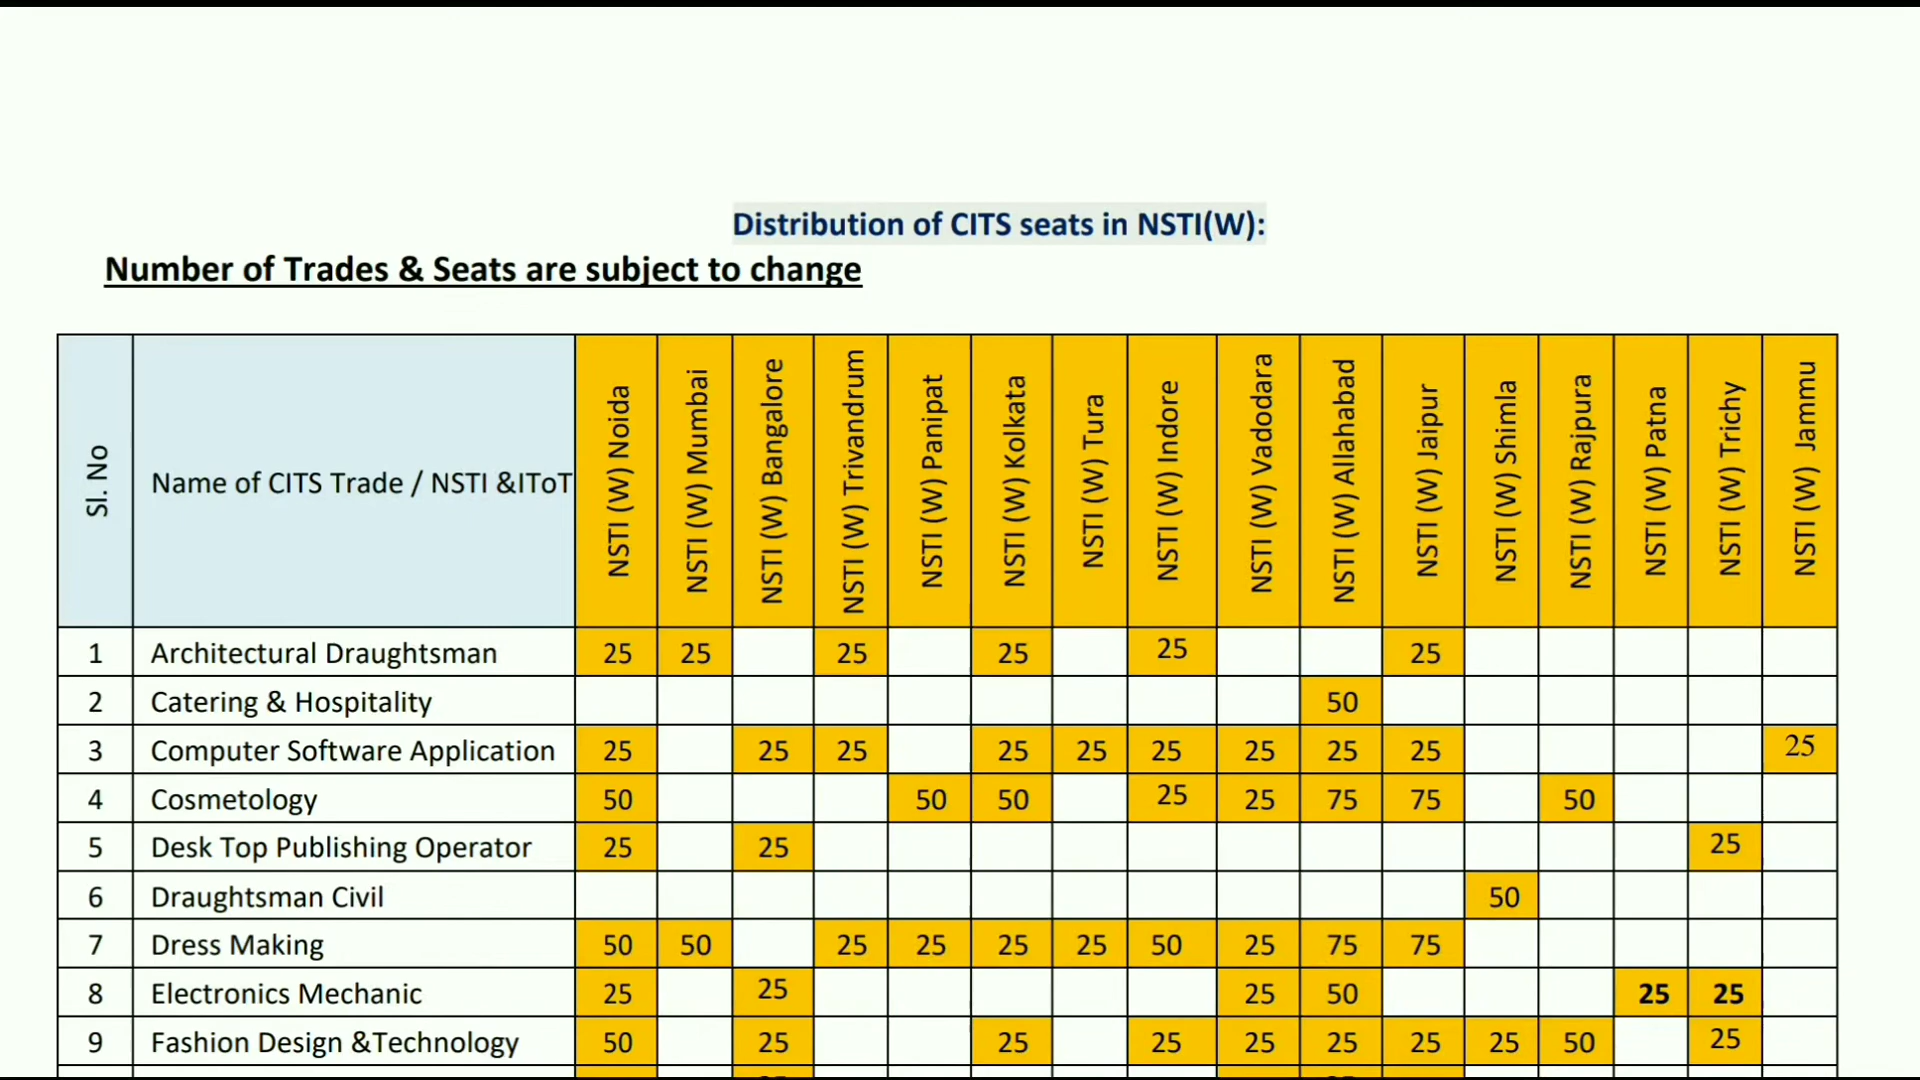 Distribution of CITS seats in NSTI(W):
Number of Trades & Seats are subject to change
Sl. No Name of CITS Trade / NSTI &IToT NSTI (W) Noida NSTI (W) Mumbai NSTI (W) Bangalore NSTI (W) Trivandrum NSTI (W) Panipat NSTI (W) Kolkata NSTI (W) Tura NSTI (W) Indore NSTI (W) Vadodara NSTI (W) Allahabad NSTI (W) Jaipur NSTI (W) Shimla NSTI (W) Rajpura NSTI (W) Patna NSTI (W) Trichy NSTI (W) Jammu
1 Architectural Draughtsman 25 25 25 25 25 25
2 Catering & Hospitality 50
3 Computer Software Application 25 25 25 25 25 25 25 25 25 25
4 Cosmetology 50 50 50 25 25 75 75 50
5 Desk Top Publishing Operator 25 25 25
6 Draughtsman Civil 50
7 Dress Making 50 50 25 25 25 25 50 25 75 75
8 Electronics Mechanic 25 25 25 50 25 25
9 Fashion Design &Technology 50 25 25 25 25 25 25 25 50 25